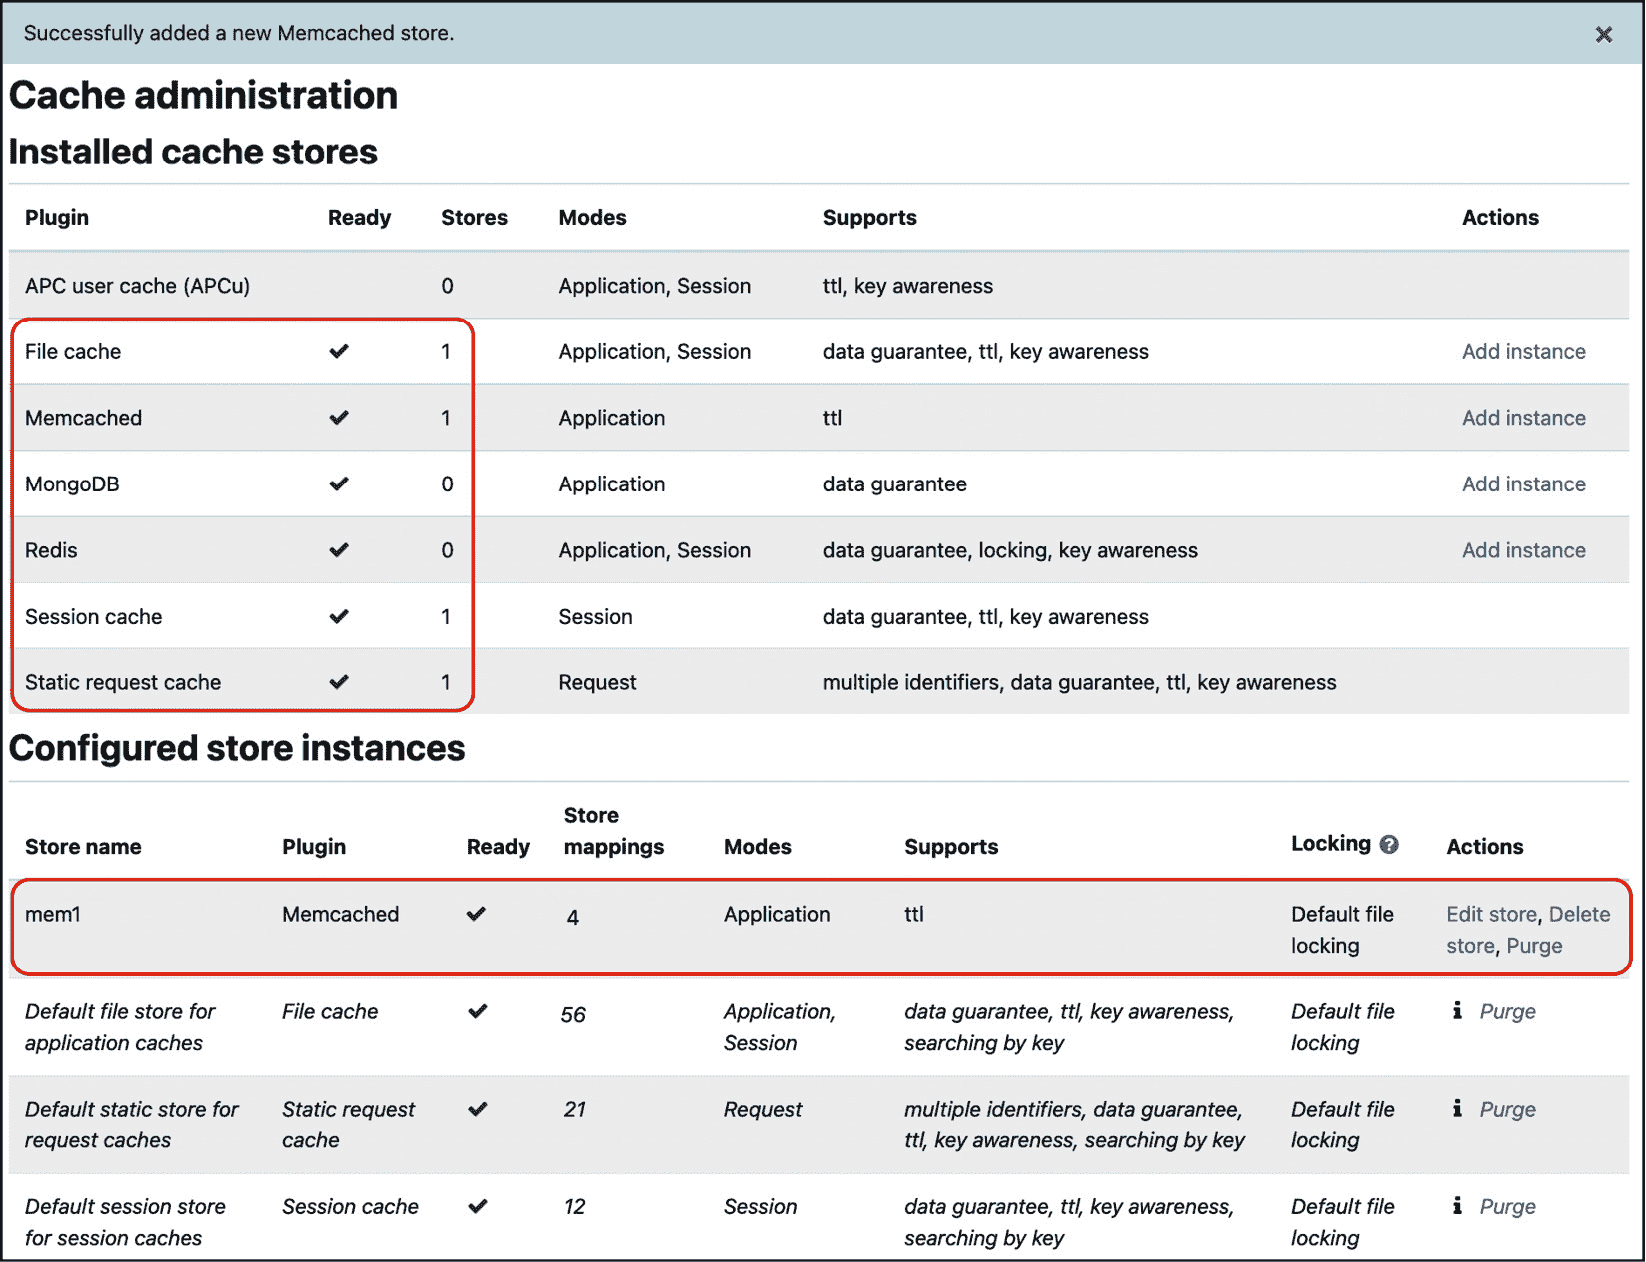 Successfully added a new Memcached store.
Cache administration
Installed cache stores
Plugin Ready Stores Modes Supports Actions
APC user cache (APCu) 0 Application, Session ttl, key awareness
File cache ✔ 1 Application, Session data guarantee, ttl, key awareness Add instance
Memcached ✔ 1 Application ttl Add instance
MongoDB ✔ 0 Application data guarantee Add instance
Redis ✔ 0 Application, Session data guarantee, locking, key awareness Add instance
Session cache ✔ 1 Session data guarantee, ttl, key awareness
Static request cache ✔ 1 Request multiple identifiers, data guarantee, ttl, key awareness
Configured store instances
Store
Store name Plugin Ready mappings Modes Supports Locking Actions
mem1 Memcached ✔ 4 Application ttl Default file Edit store, Delete
locking store, Purge
Default file store for File cache ✔ 56 Application, data guarantee, ttl, key awareness, Default file Purge
application caches Session searching by key locking
Default static store for Static request ✔ 21 Request multiple identifiers, data guarantee, Default file Purge
request caches cache ttl, key awareness, searching by key locking
Default session store Session cache ✔ 12 Session data guarantee, ttl, key awareness, Default file Purge
for session caches searching by key locking